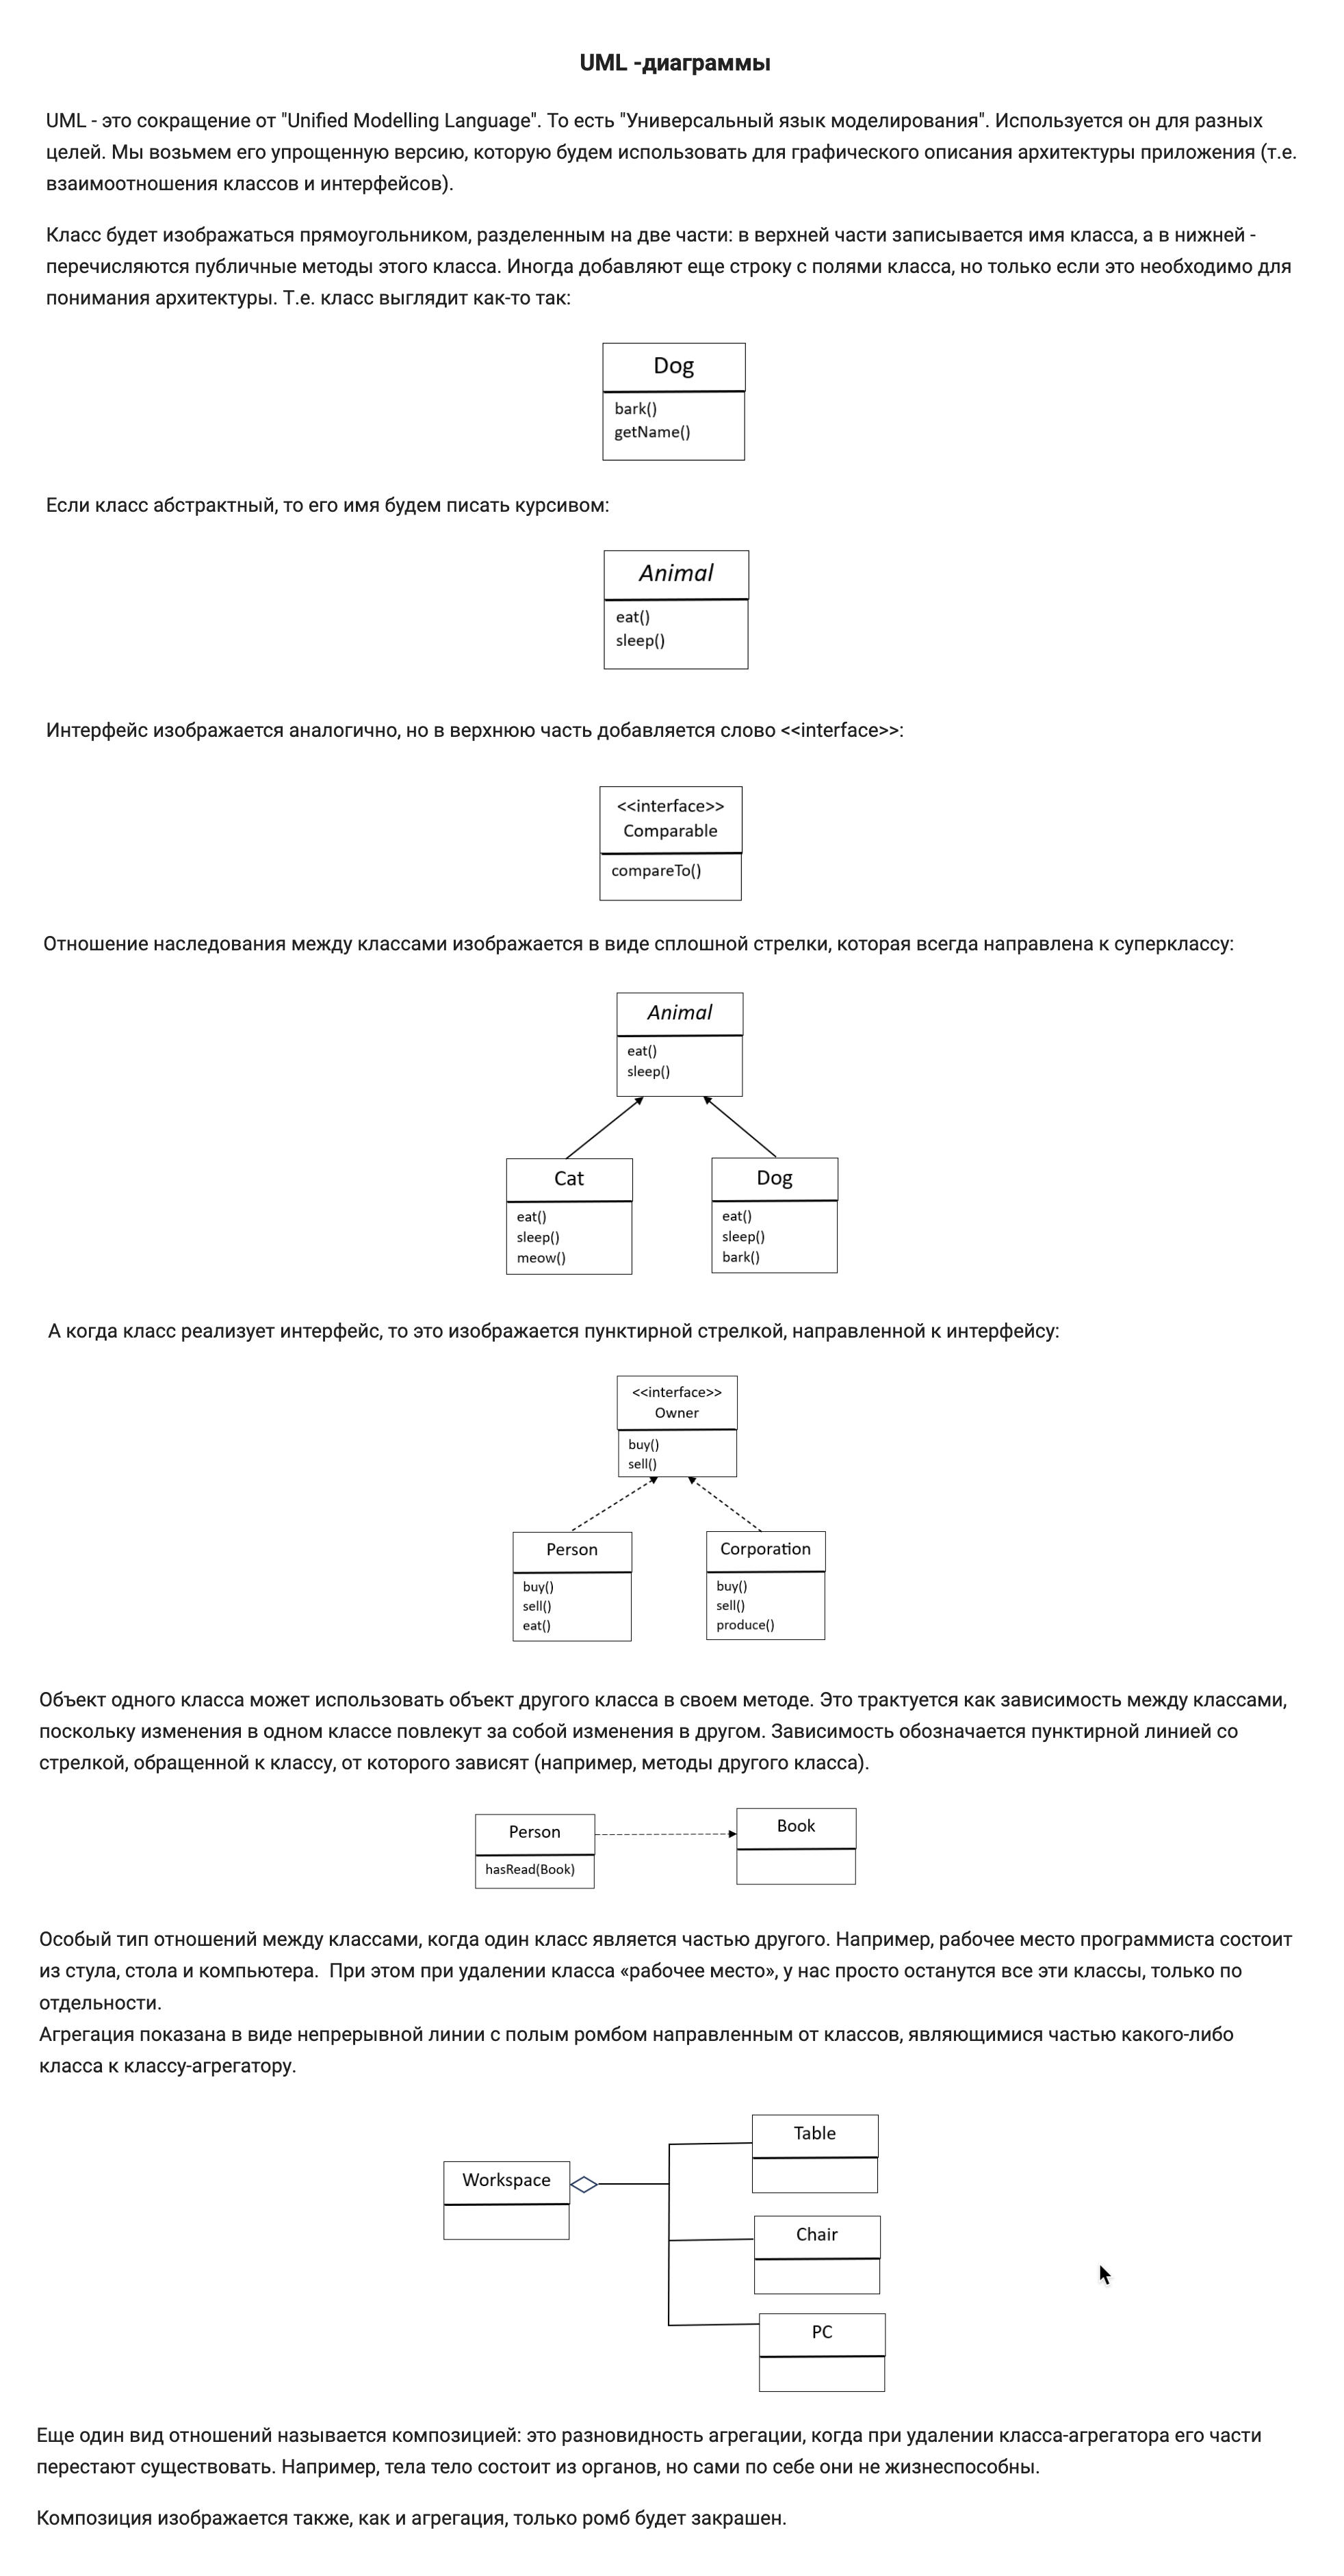 UML -диаграммы
UML - это сокращение от "Unified Modelling Language". То есть "Универсальный язык моделирования". Используется он для разных
целей. Мы возьмем его упрощенную версию, которую будем использовать для графического описания архитектуры приложения (т.е.
взаимоотношения классов и интерфейсов).
Класс будет изображаться прямоугольником, разделенным на две части: в верхней части записывается имя класса, а в нижней -
перечисляются публичные методы этого класса. Иногда добавляют еще строку с полями класса, но только если это необходимо для
понимания архитектуры. Т.е. класс выглядит как-то так:
Dog
bark()
getName()
Если класс абстрактный, то его имя будем писать курсивом:
Animal
eat()
sleep()
Интерфейс изображается аналогично, но в верхнюю часть добавляется слово <<interface>>:
<<interface>>
Comparable
compareTo()
Отношение наследования между классами изображается в виде сплошной стрелки, которая всегда направлена к суперклассу:
Animal
eat()
sleep()
Cat
eat()
sleep()
meow()
Dog
eat()
sleep()
bark()
А когда класс реализует интерфейс, то это изображается пунктирной стрелкой, направленной к интерфейсу:
<<interface>>
Owner
buy()
sell()
Person
buy()
sell()
eat()
Corporation
buy()
sell()
produce()
Объект одного класса может использовать объект другого класса в своем методе. Это трактуется как зависимость между классами,
поскольку изменения в одном классе повлекут за собой изменения в другом. Зависимость обозначается пунктирной линией со
стрелкой, обращенной к классу, от которого зависят (например, методы другого класса).
Person
hasRead(Book)
Book
Особый тип отношений между классами, когда один класс является частью другого. Например, рабочее место программиста состоит
из стула, стола и компьютера.  При этом при удалении класса «рабочее место», у нас просто останутся все эти классы, только по
отдельности.
Агрегация показана в виде непрерывной линии с полым ромбом направленным от классов, являющимися частью какого-либо
класса к классу-агрегатору.
Workspace
Table
Chair
PC
Еще один вид отношений называется композицией: это разновидность агрегации, когда при удалении класса-агрегатора его части
перестают существовать. Например, тела тело состоит из органов, но сами по себе они не жизнеспособны.
Композиция изображается также, как и агрегация, только ромб будет закрашен.